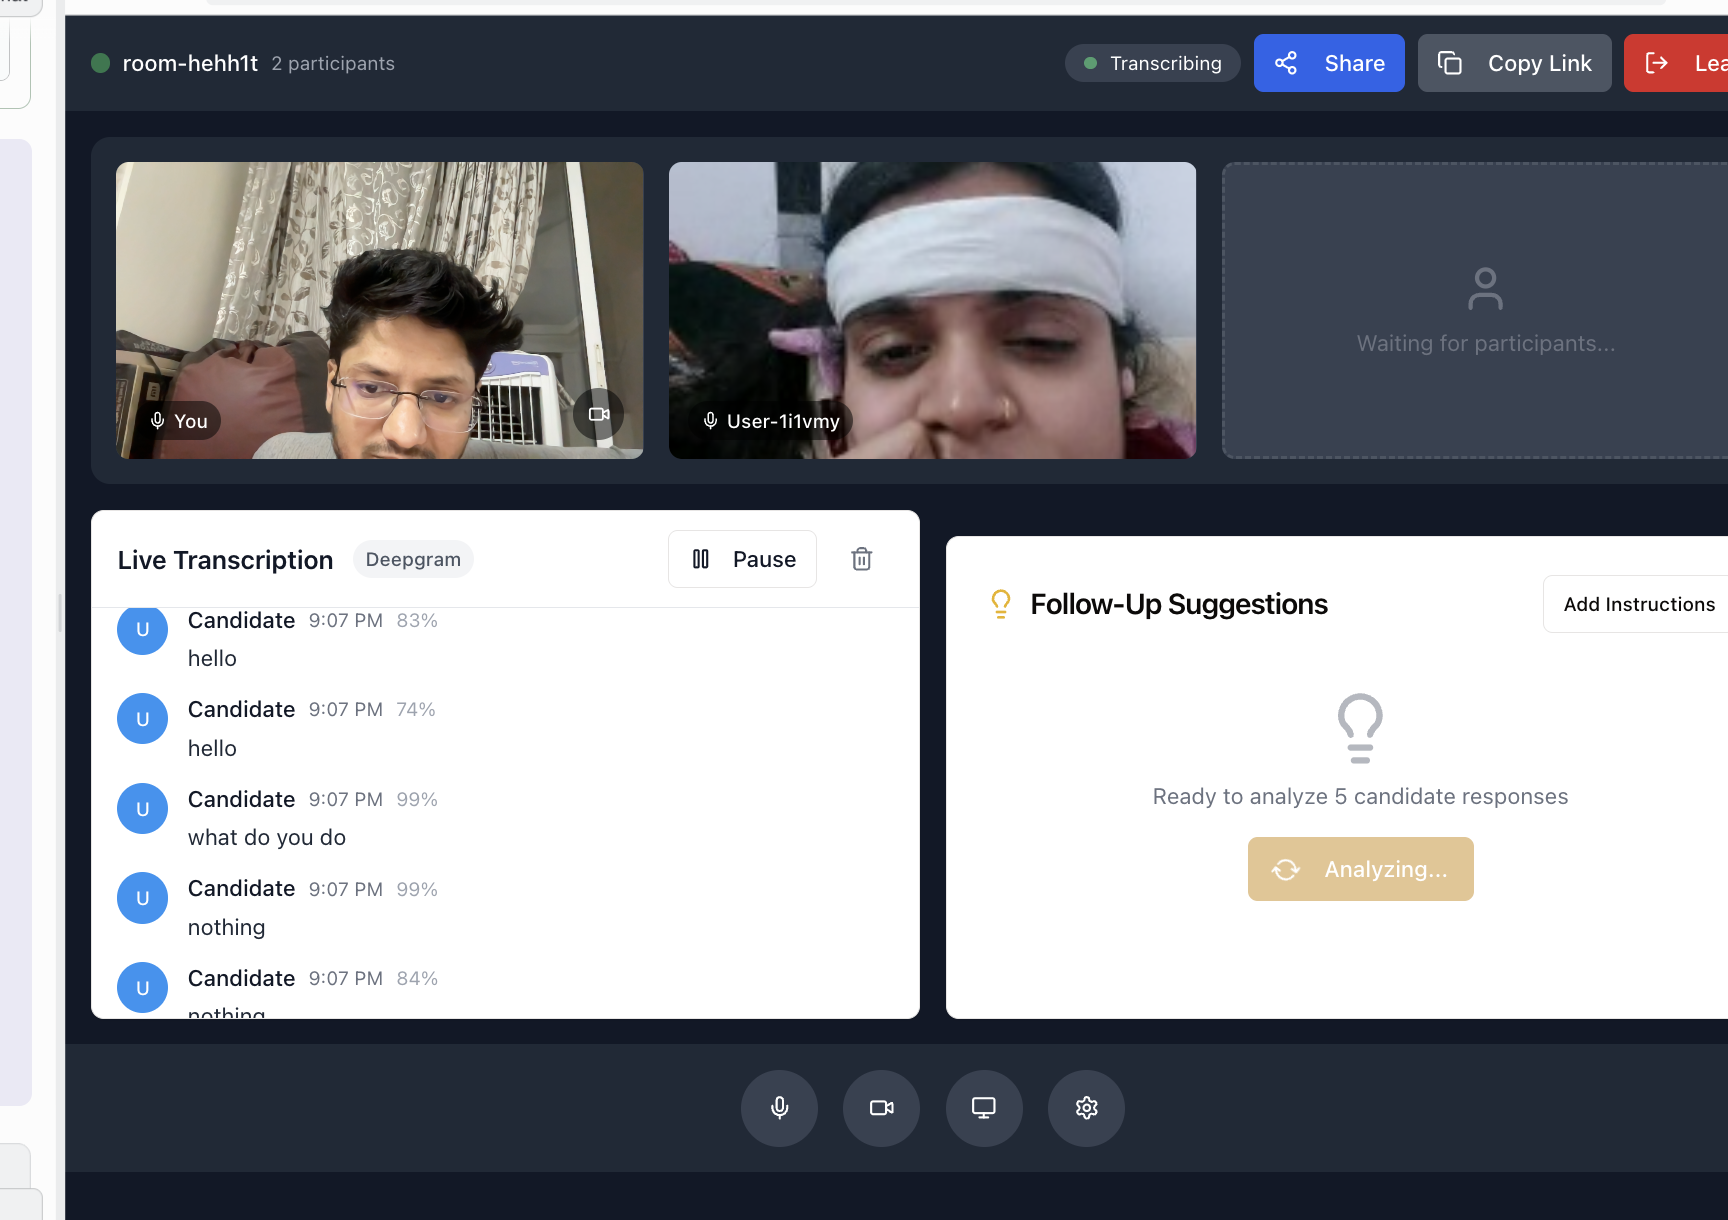 room-hehh1t 2 participants
Transcribing
Share
Copy Link
You
User-1i1vmy
Waiting for participants...
Live Transcription Deepgram
Pause
Candidate 9:07 PM 83%
U
hello
Candidate 9:07 PM 74%
U
hello
Candidate 9:07 PM 99%
U
what do you do
Candidate 9:07 PM 99%
U
nothing
Candidate 9:07 PM 84%
U
nothing
Follow-Up Suggestions
Add Instructions
Ready to analyze 5 candidate responses
Analyzing...